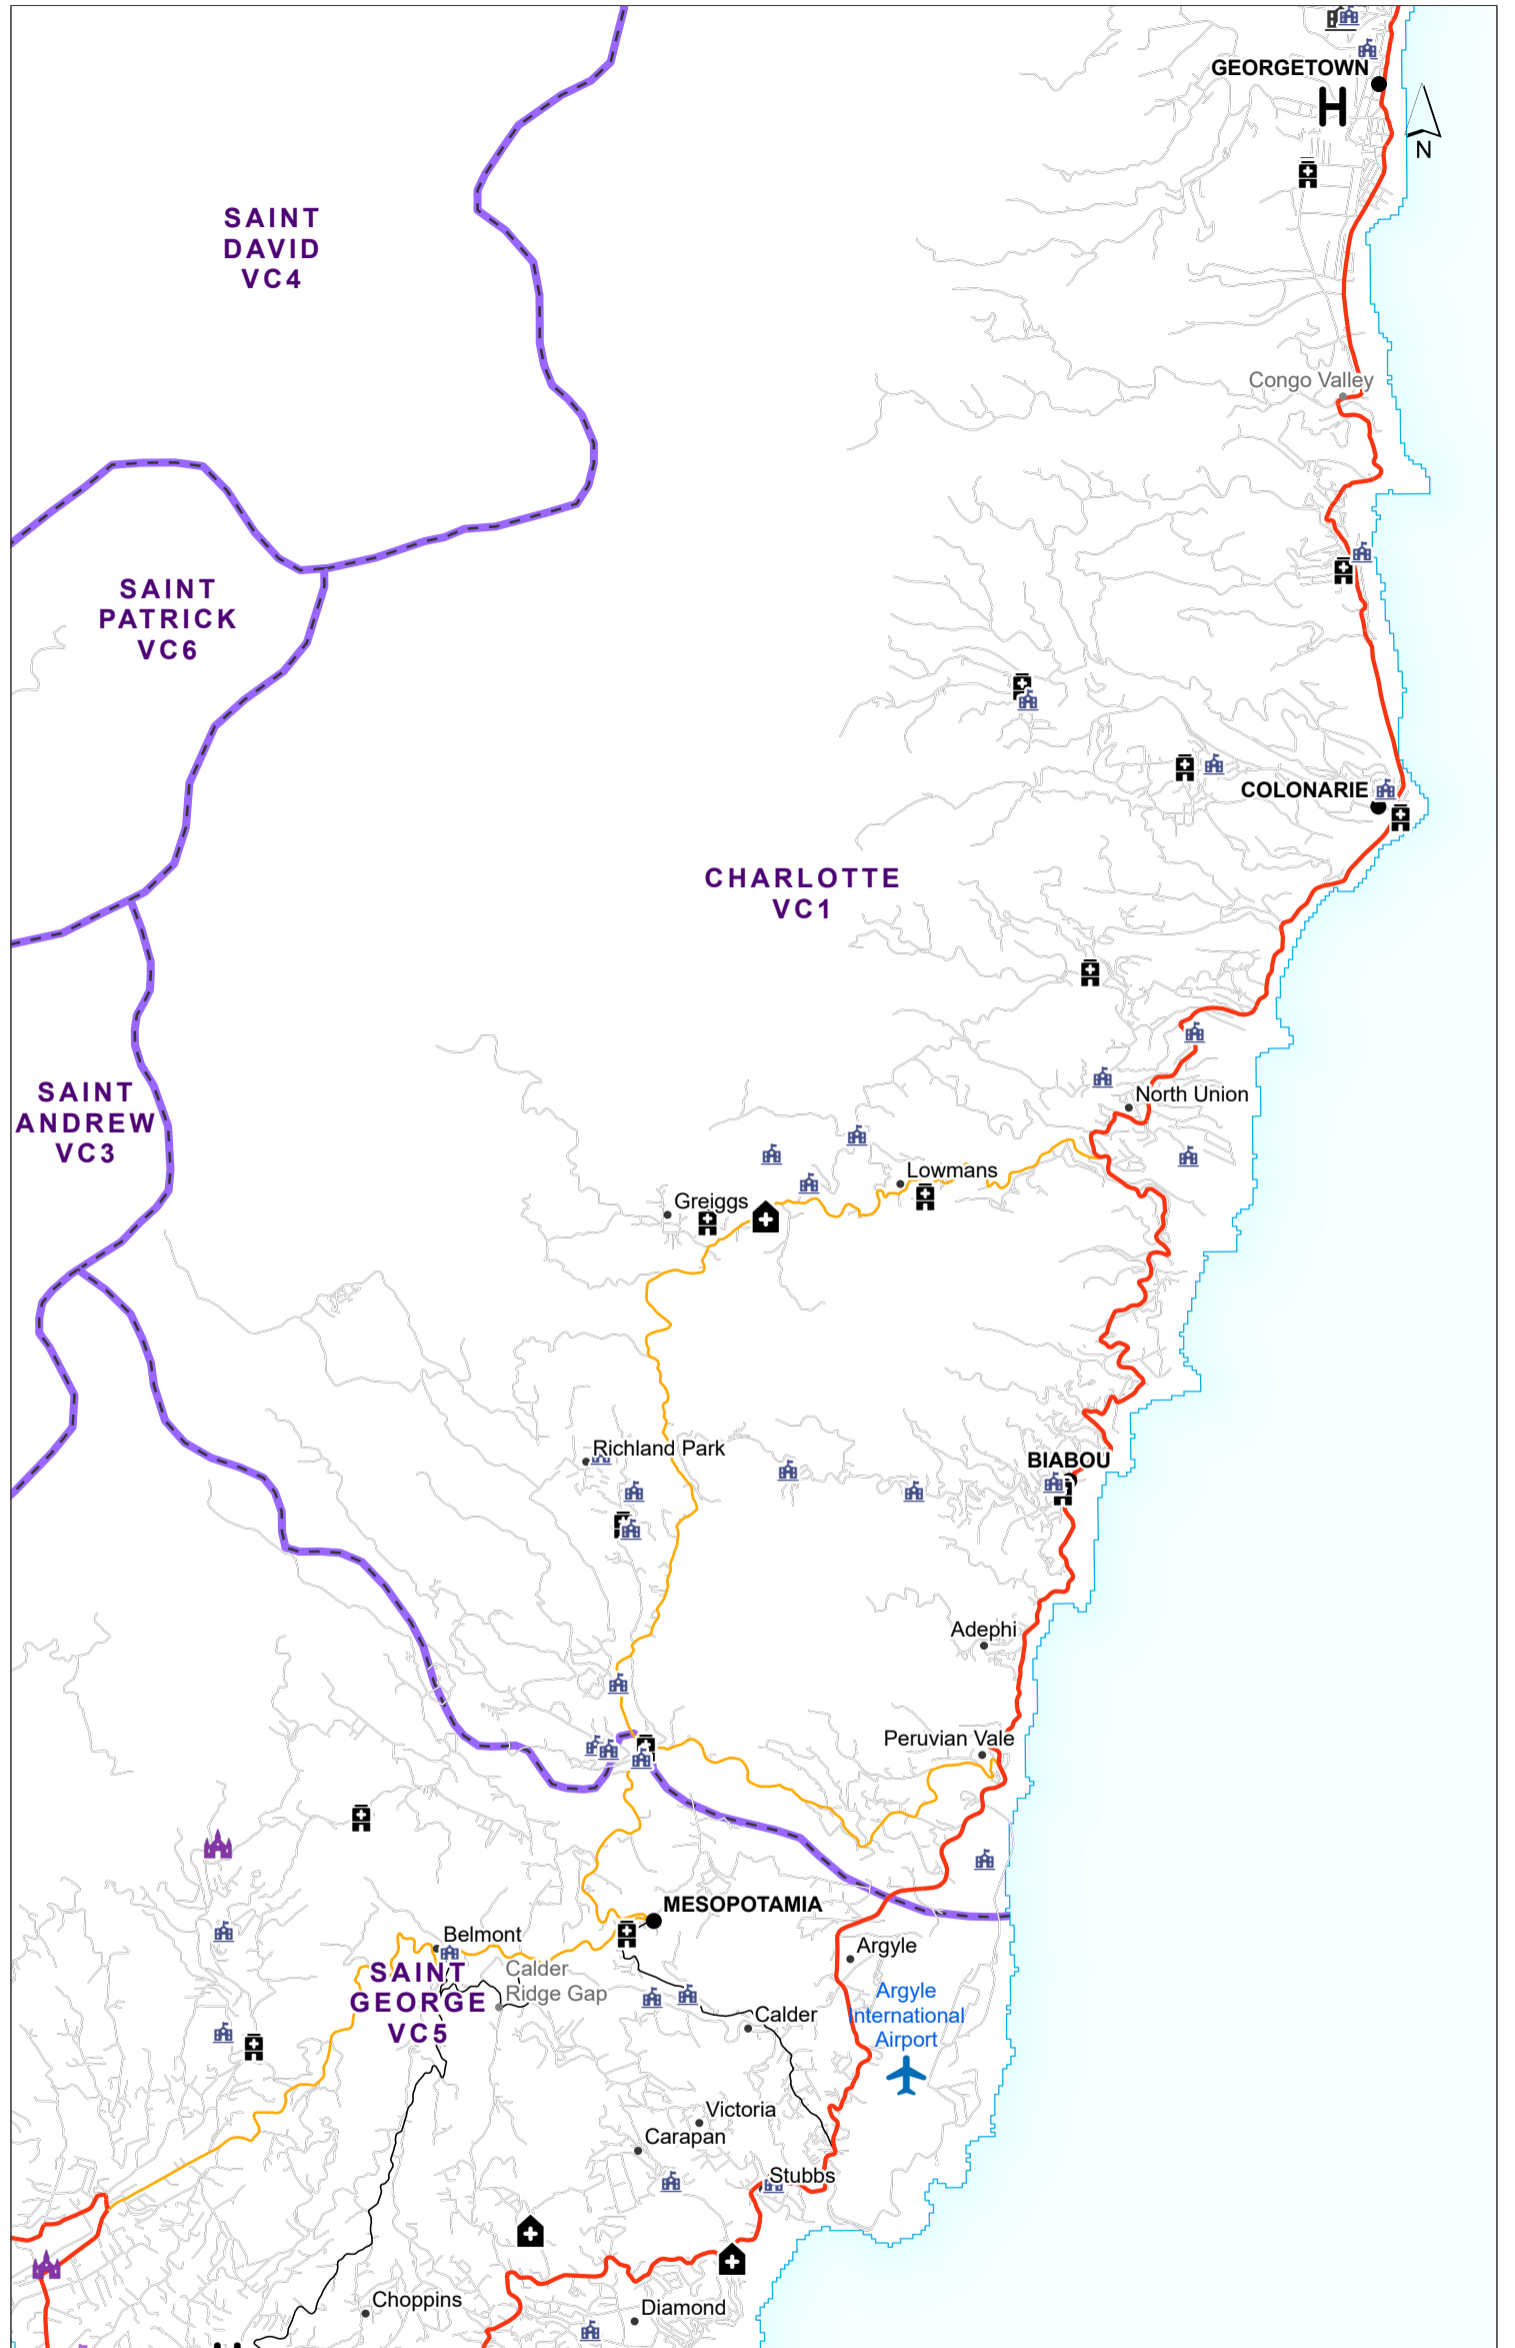 GEORGETOWN
H
N
SAINT
DAVID
VC4
Congo Valley
SAINT
PATRICK
VC6
COLONARIE
CHARLOTTE
VC1
SAINT
ANDREW
VC3
North Union
Lowmans
Greiggs
Richland Park
BIABOU
Adephi
Peruvian Vale
MESOPOTAMIA
Belmont
Argyle
SAINT
GEORGE
VC5
Calder
Ridge Gap
Argyle
International
Airport
Calder
Victoria
Carapan
Stubbs
Choppins
Diamond